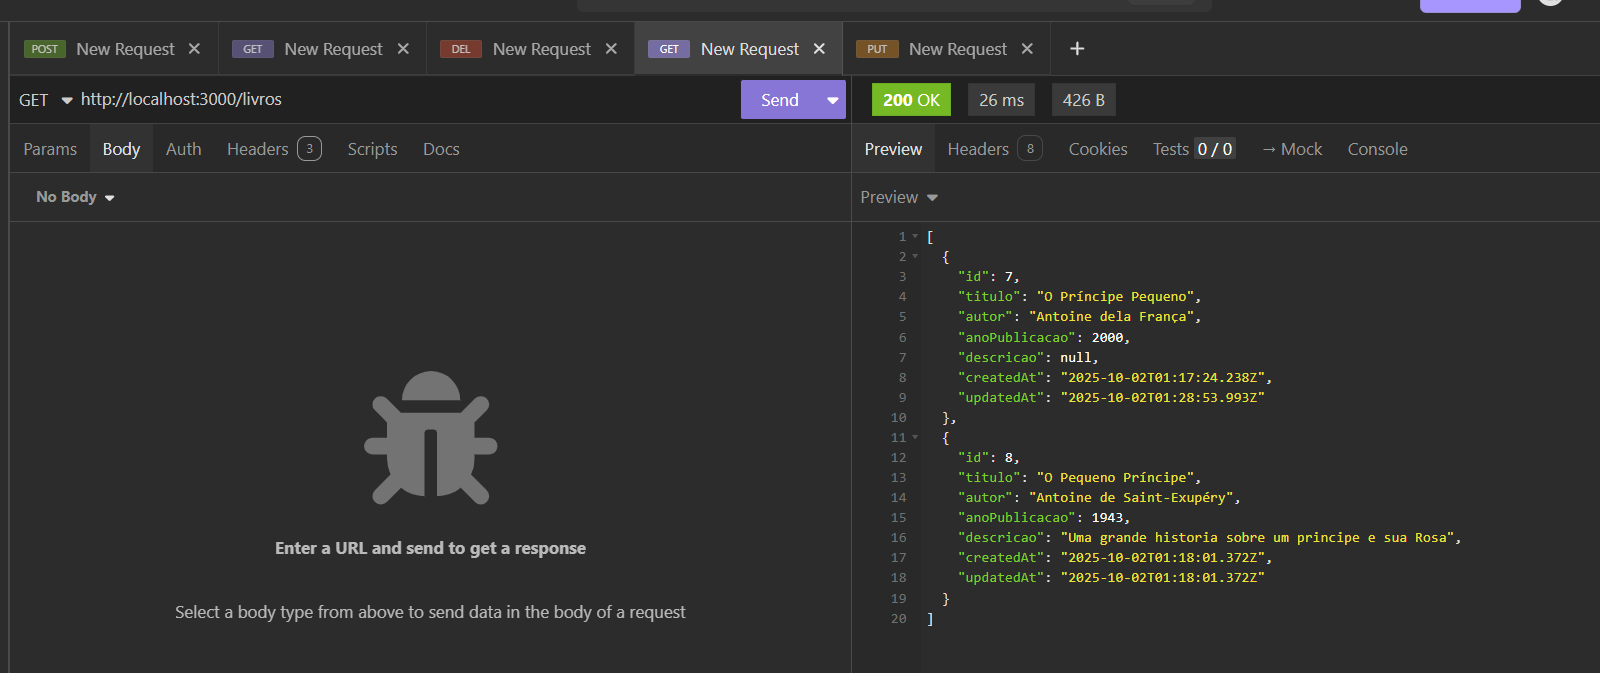 POST New Request × GET New Request × DEL New Request × GET New Request × PUT New Request × +
GET http://localhost:3000/livros Send
200 OK 26 ms 426 B
Params Body Auth Headers 3 Scripts Docs
Preview Headers 8 Cookies Tests 0 / 0 → Mock Console
No Body
Preview
Enter a URL and send to get a response
Select a body type from above to send data in the body of a request
1 [
2 {
3 "id": 7,
4 "titulo": "O Príncipe Pequeno",
5 "autor": "Antoine dela França",
6 "anoPublicacao": 2000,
7 "descricao": null,
8 "createdAt": "2025-10-02T01:17:24.238Z",
9 "updatedAt": "2025-10-02T01:28:53.993Z"
10 },
11 {
12 "id": 8,
13 "titulo": "O Pequeno Príncipe",
14 "autor": "Antoine de Saint-Exupéry",
15 "anoPublicacao": 1943,
16 "descricao": "Uma grande historia sobre um principe e sua Rosa",
17 "createdAt": "2025-10-02T01:18:01.372Z",
18 "updatedAt": "2025-10-02T01:18:01.372Z"
19 }
20 ]